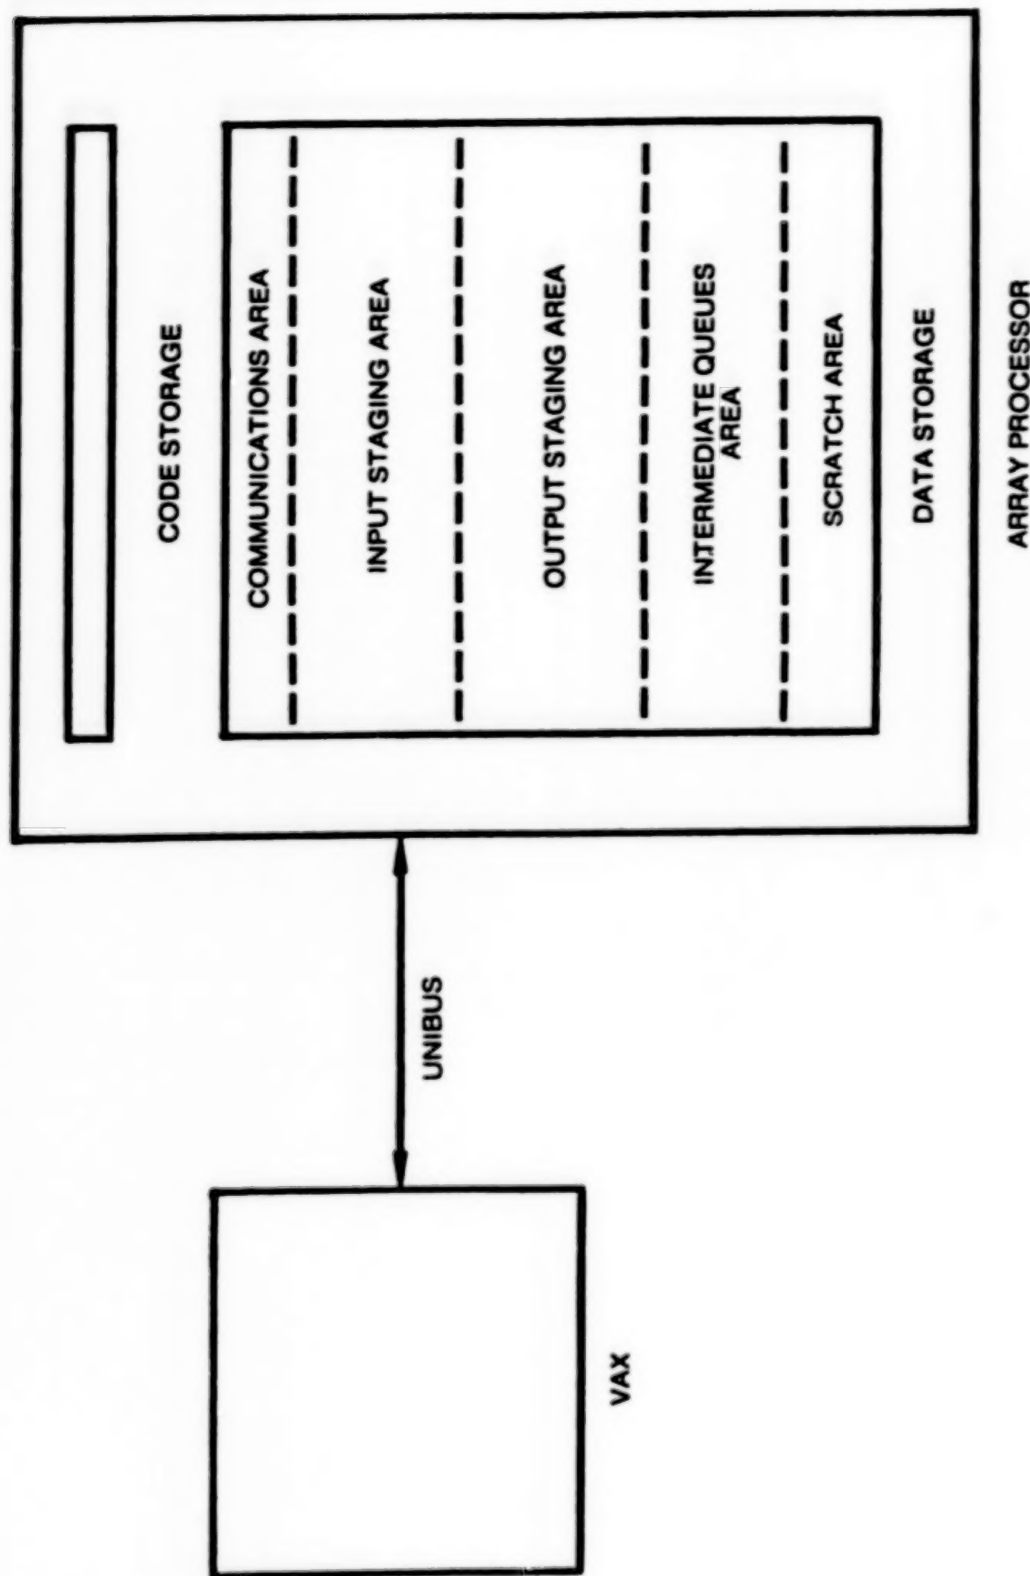 CODE STORAGE
COMMUNICATIONS AREA
INPUT STAGING AREA
OUTPUT STAGING AREA
INTERMEDIATE QUEUES
AREA
SCRATCH AREA
DATA STORAGE
ARRAY PROCESSOR
UNIBUS
VAX